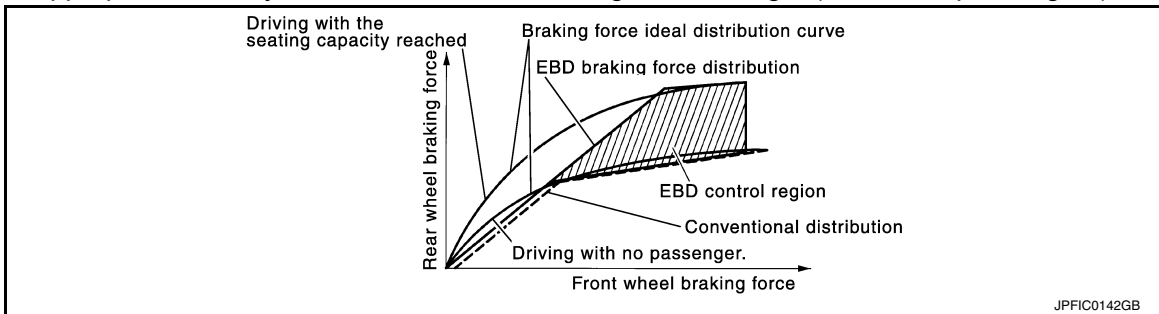 Driving with the
seating capacity reached
Braking force ideal distribution curve
EBD braking force distribution
Rear wheel braking force
EBD control region
Conventional distribution
Driving with no passenger.
Front wheel braking force
JPFIC0142GB